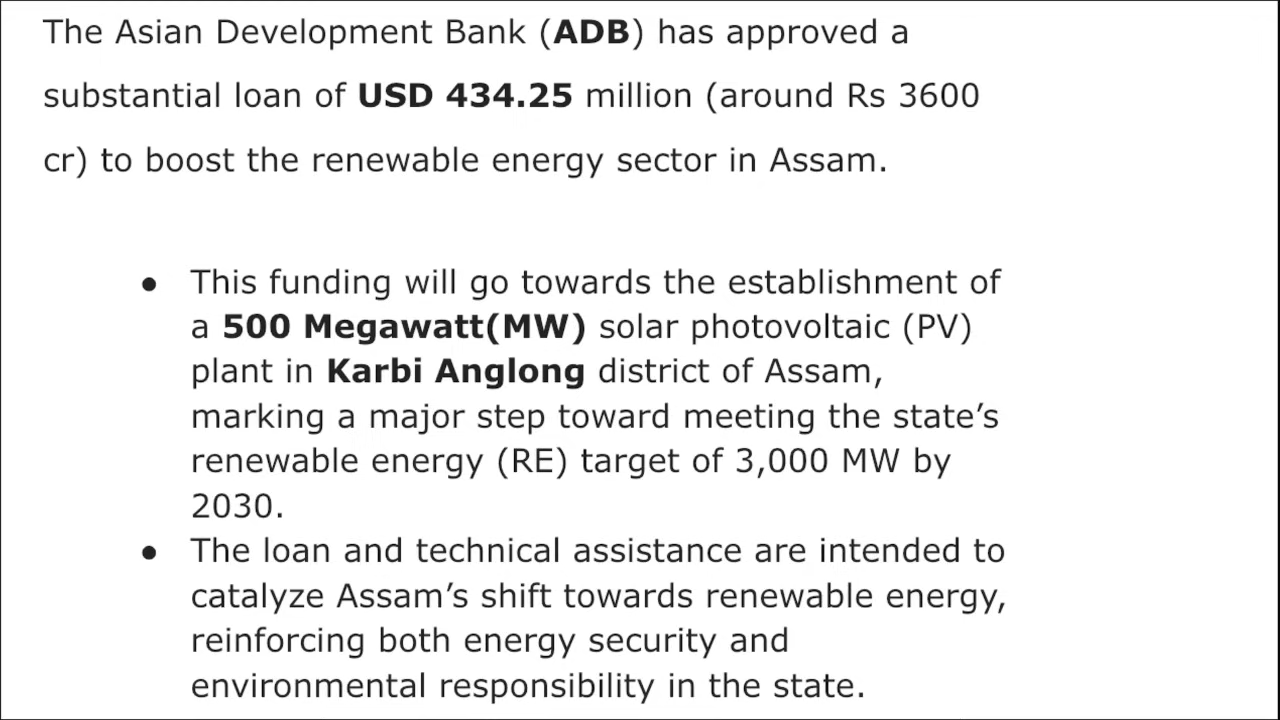 The Asian Development Bank (ADB) has approved a
substantial loan of USD 434.25 million (around Rs 3600
cr) to boost the renewable energy sector in Assam.
● This funding will go towards the establishment of
a 500 Megawatt(MW) solar photovoltaic (PV)
plant in Karbi Anglong district of Assam,
marking a major step toward meeting the state’s
renewable energy (RE) target of 3,000 MW by
2030.
● The loan and technical assistance are intended to
catalyze Assam’s shift towards renewable energy,
reinforcing both energy security and
environmental responsibility in the state.